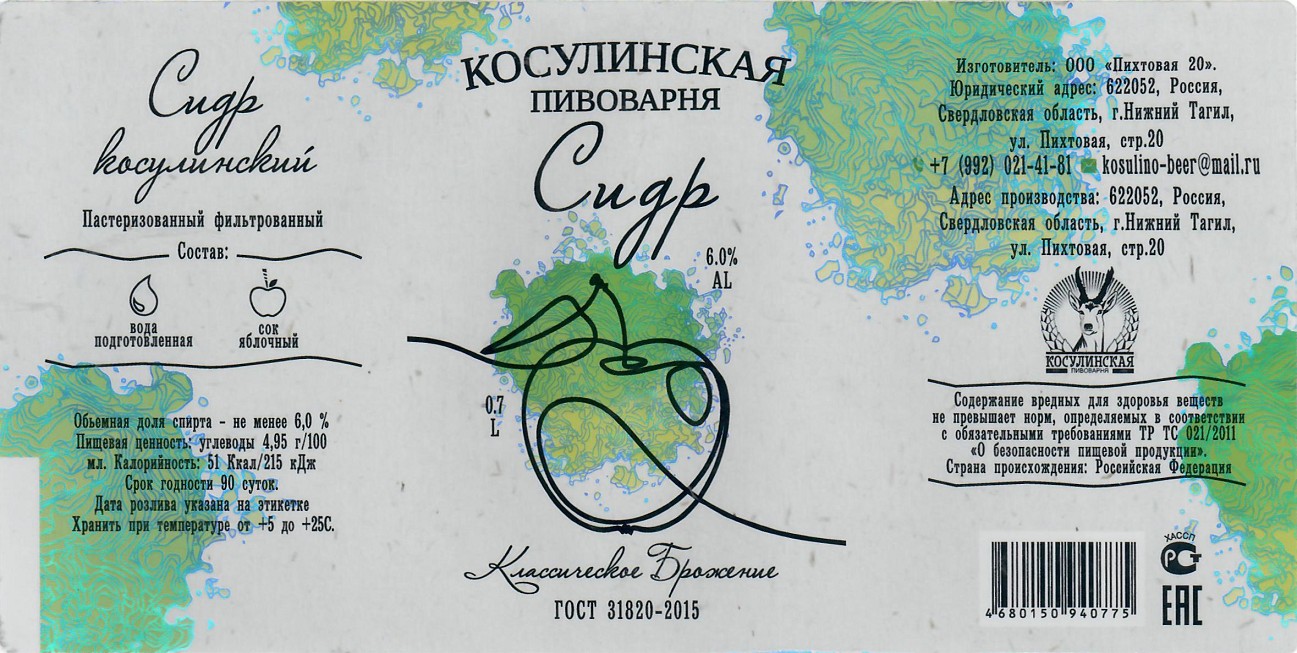 Сидр
косулинский
Пастеризованный фильтрованный
Состав:
вода
подготовленная
сок
яблочный
Объемная доля спирта - не менее 6,0 %
Пищевая ценность: углеводы 4,95 г/100
мл. Калорийность: 51 Ккал/215 кДж
Срок годности 90 суток.
Дата розлива указана на этикетке
Хранить при температуре от +5 до +25С.
КОСУЛИНСКАЯ
ПИВОВАРНЯ
Сидр
6.0%
AL
0.7
L
Классическое Брожение
ГОСТ 31820-2015
Изготовитель: ООО «Пихтовая 20».
Юридический адрес: 622052, Россия,
Свердловская область, г.Нижний Тагил,
ул. Пихтовая, стр.20
+7 (992) 021-41-81 kosulino-beer@mail.ru
Адрес производства: 622052, Россия,
Свердловская область, г.Нижний Тагил,
ул. Пихтовая, стр.20
КОСУЛИНСКАЯ
ПИВОВАРНЯ
Содержание вредных для здоровья веществ
не превышает норм, определяемых в соответствии
с обязательными требованиями ТР ТС 021/2011
«О безопасности пищевой продукции».
Страна происхождения: Российская Федерация
4 680150 940775
ХАССП
РСТ
ЕАС